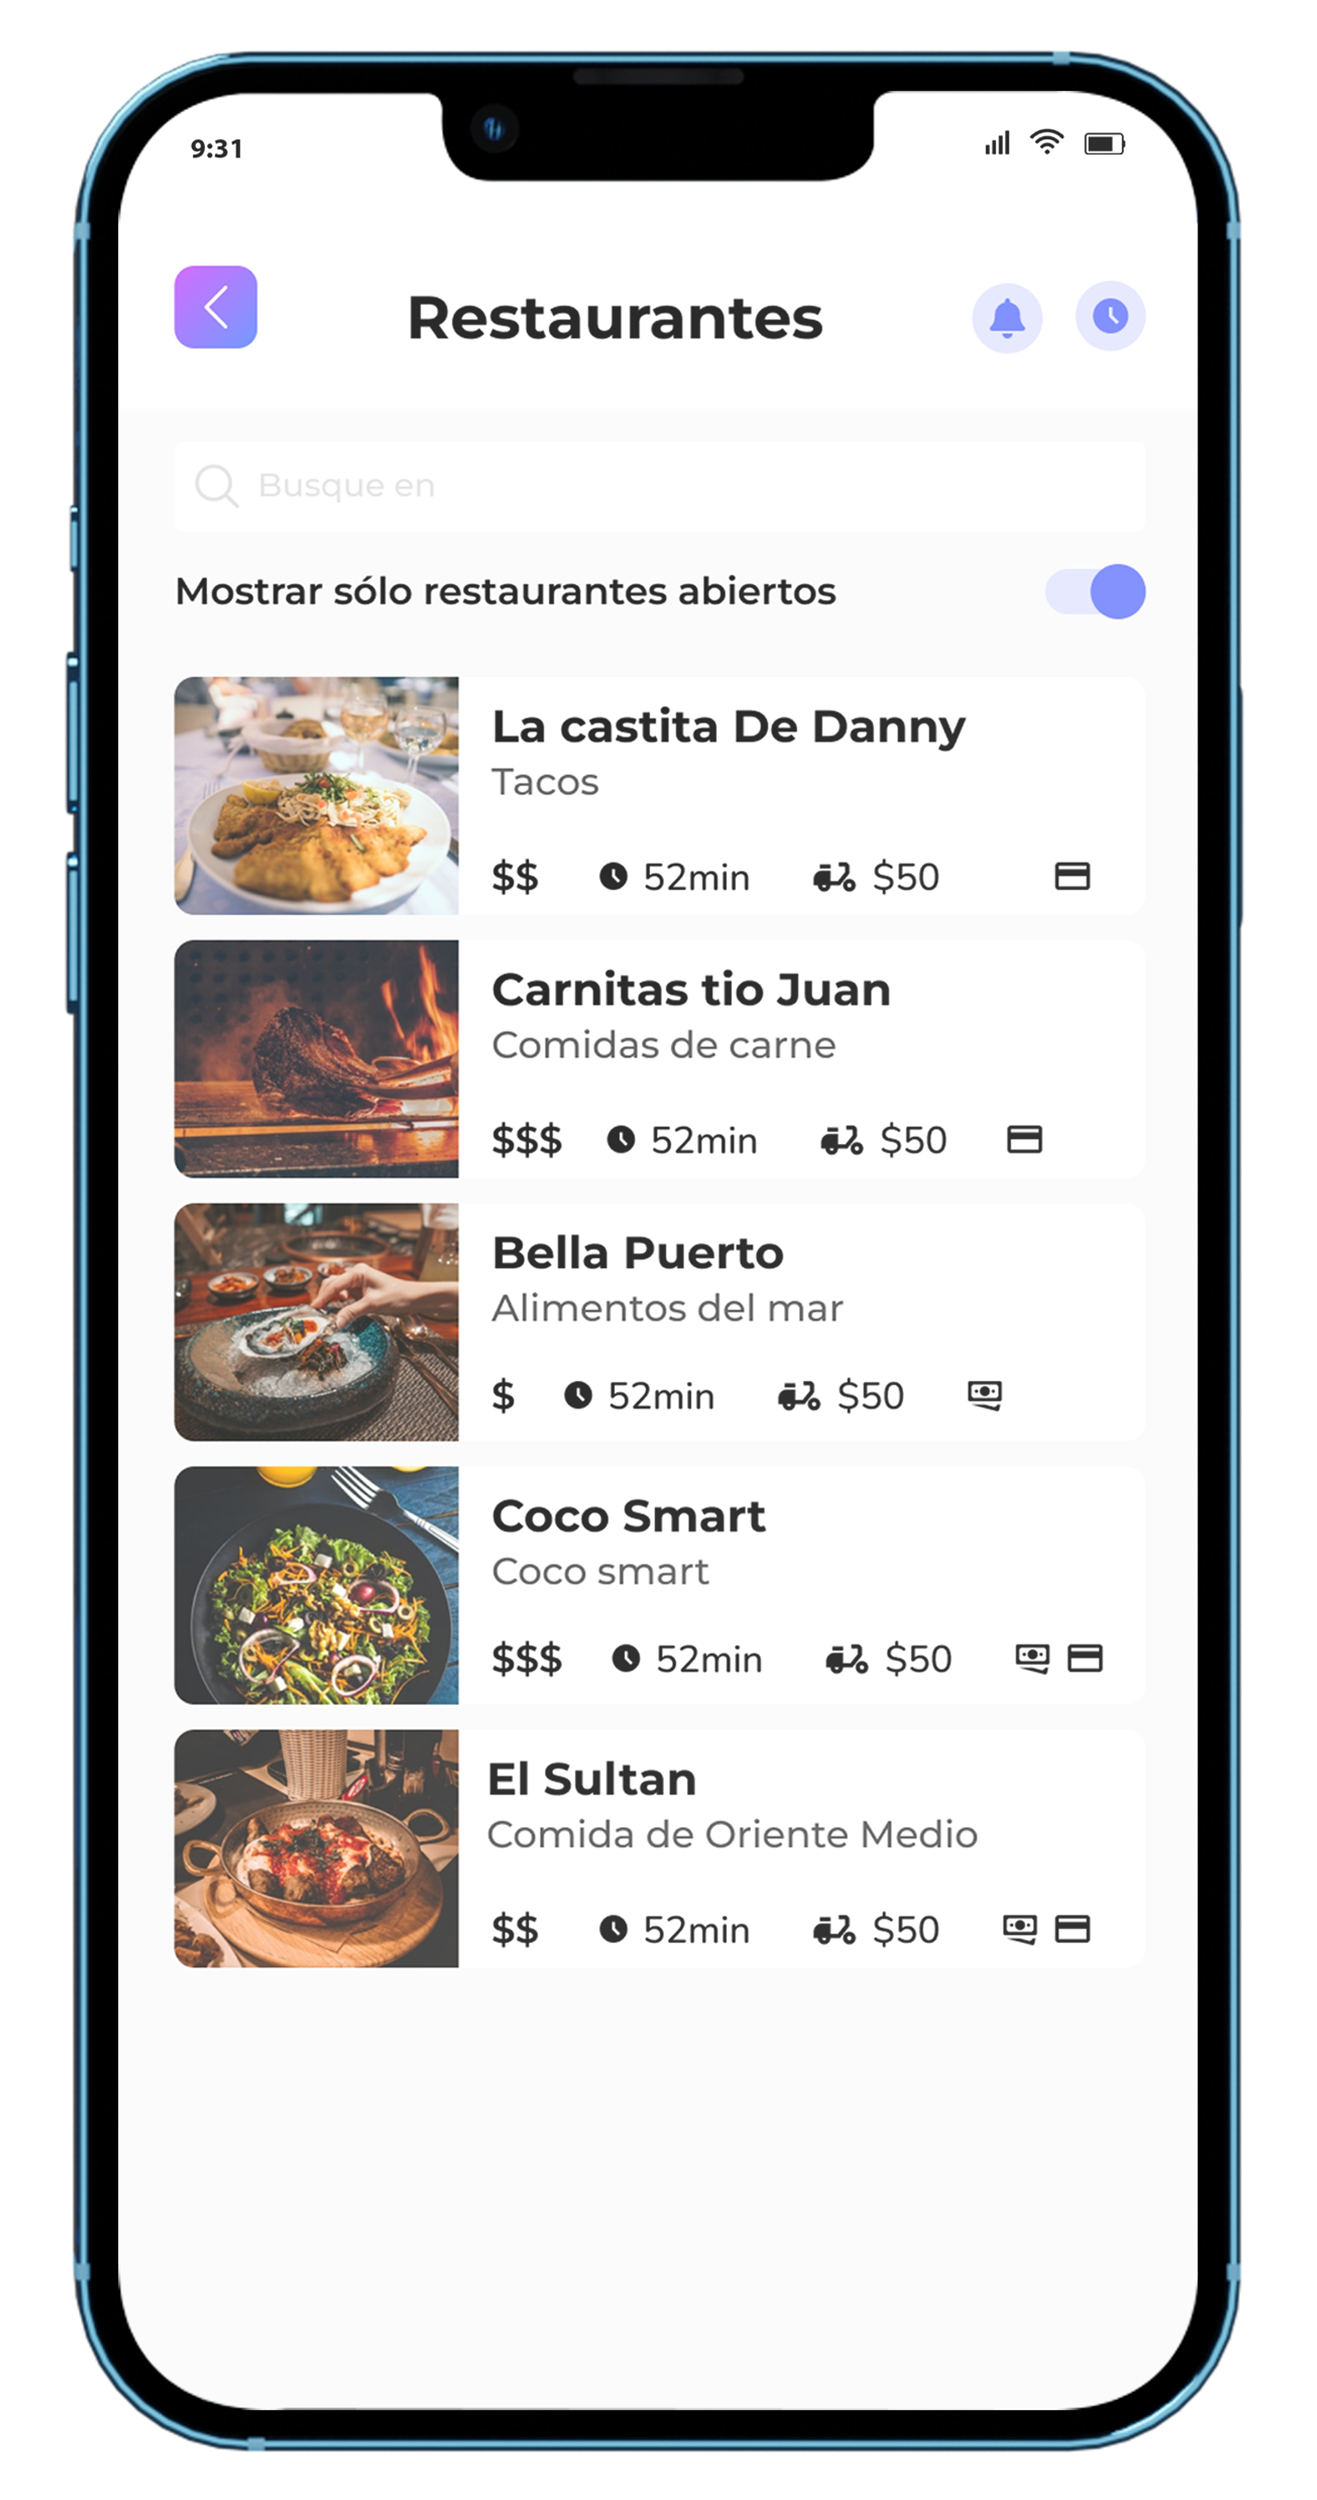 9:31
Restaurantes
Busque en
Mostrar sólo restaurantes abiertos
La castita De Danny
Tacos
$$ 52min $50
Carnitas tio Juan
Comidas de carne
$$$ 52min $50
Bella Puerto
Alimentos del mar
$ 52min $50
Coco Smart
Coco smart
$$$ 52min $50
El Sultan
Comida de Oriente Medio
$$ 52min $50